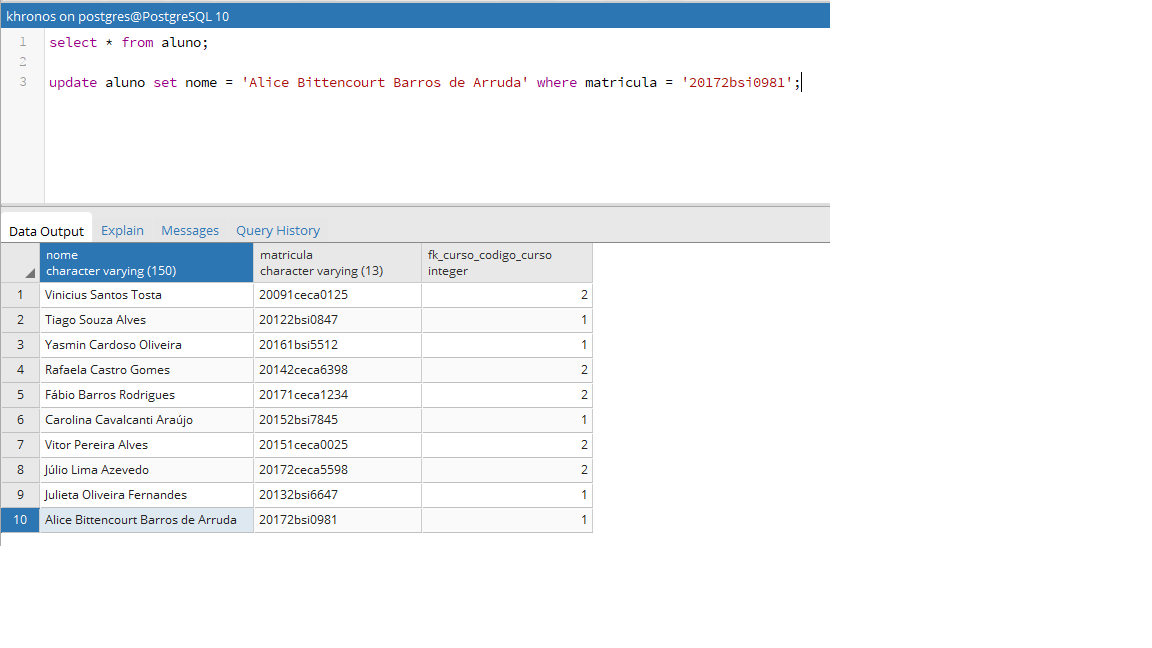 khronos on postgres@PostgreSQL 10
1 select * from aluno;
2
3 update aluno set nome = 'Alice Bittencourt Barros de Arruda' where matricula = '20172bsi0981';
Data Output Explain Messages Query History
nome matricula fk_curso_codigo_curso
character varying (150) character varying (13) integer
1 Vinicius Santos Tosta 20091ceca0125 2
2 Tiago Souza Alves 20122bsi0847 1
3 Yasmin Cardoso Oliveira 20161bsi5512 1
4 Rafaela Castro Gomes 20142ceca6398 2
5 Fábio Barros Rodrigues 20171ceca1234 2
6 Carolina Cavalcanti Araújo 20152bsi7845 1
7 Vitor Pereira Alves 20151ceca0025 2
8 Júlio Lima Azevedo 20172ceca5598 2
9 Julieta Oliveira Fernandes 20132bsi6647 1
10 Alice Bittencourt Barros de Arruda 20172bsi0981 1